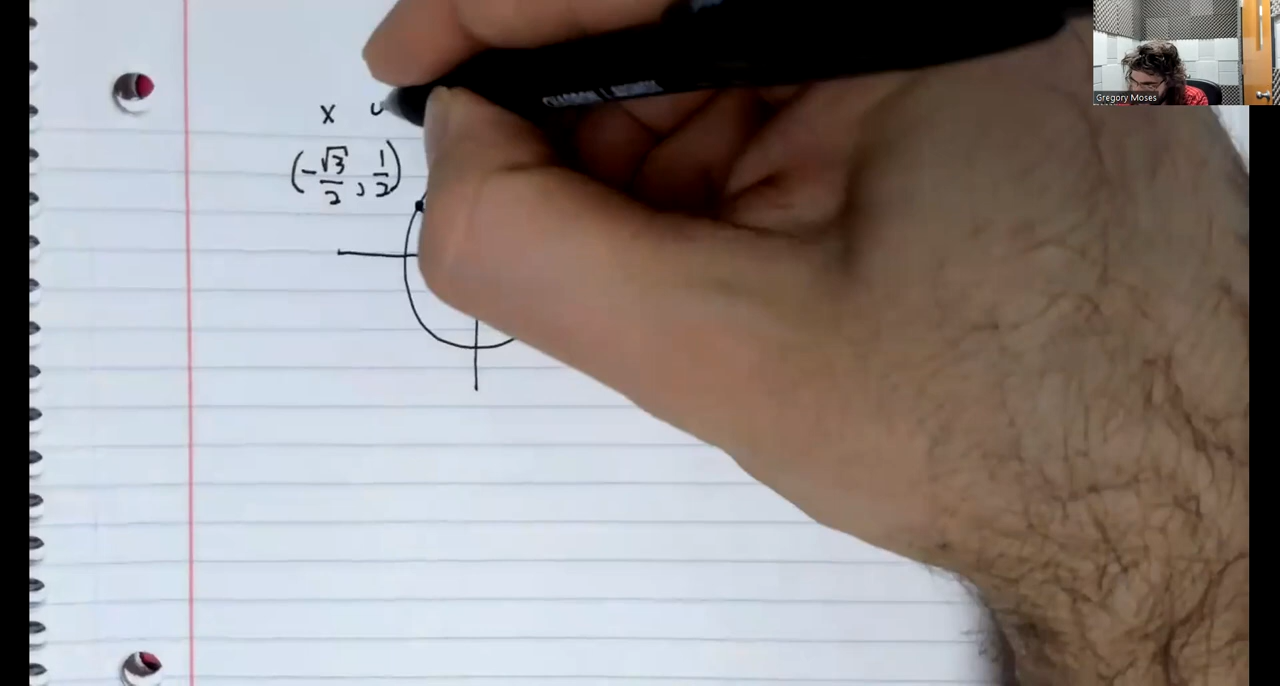 Gregory Moses
x
(-√3/2, 1/2)